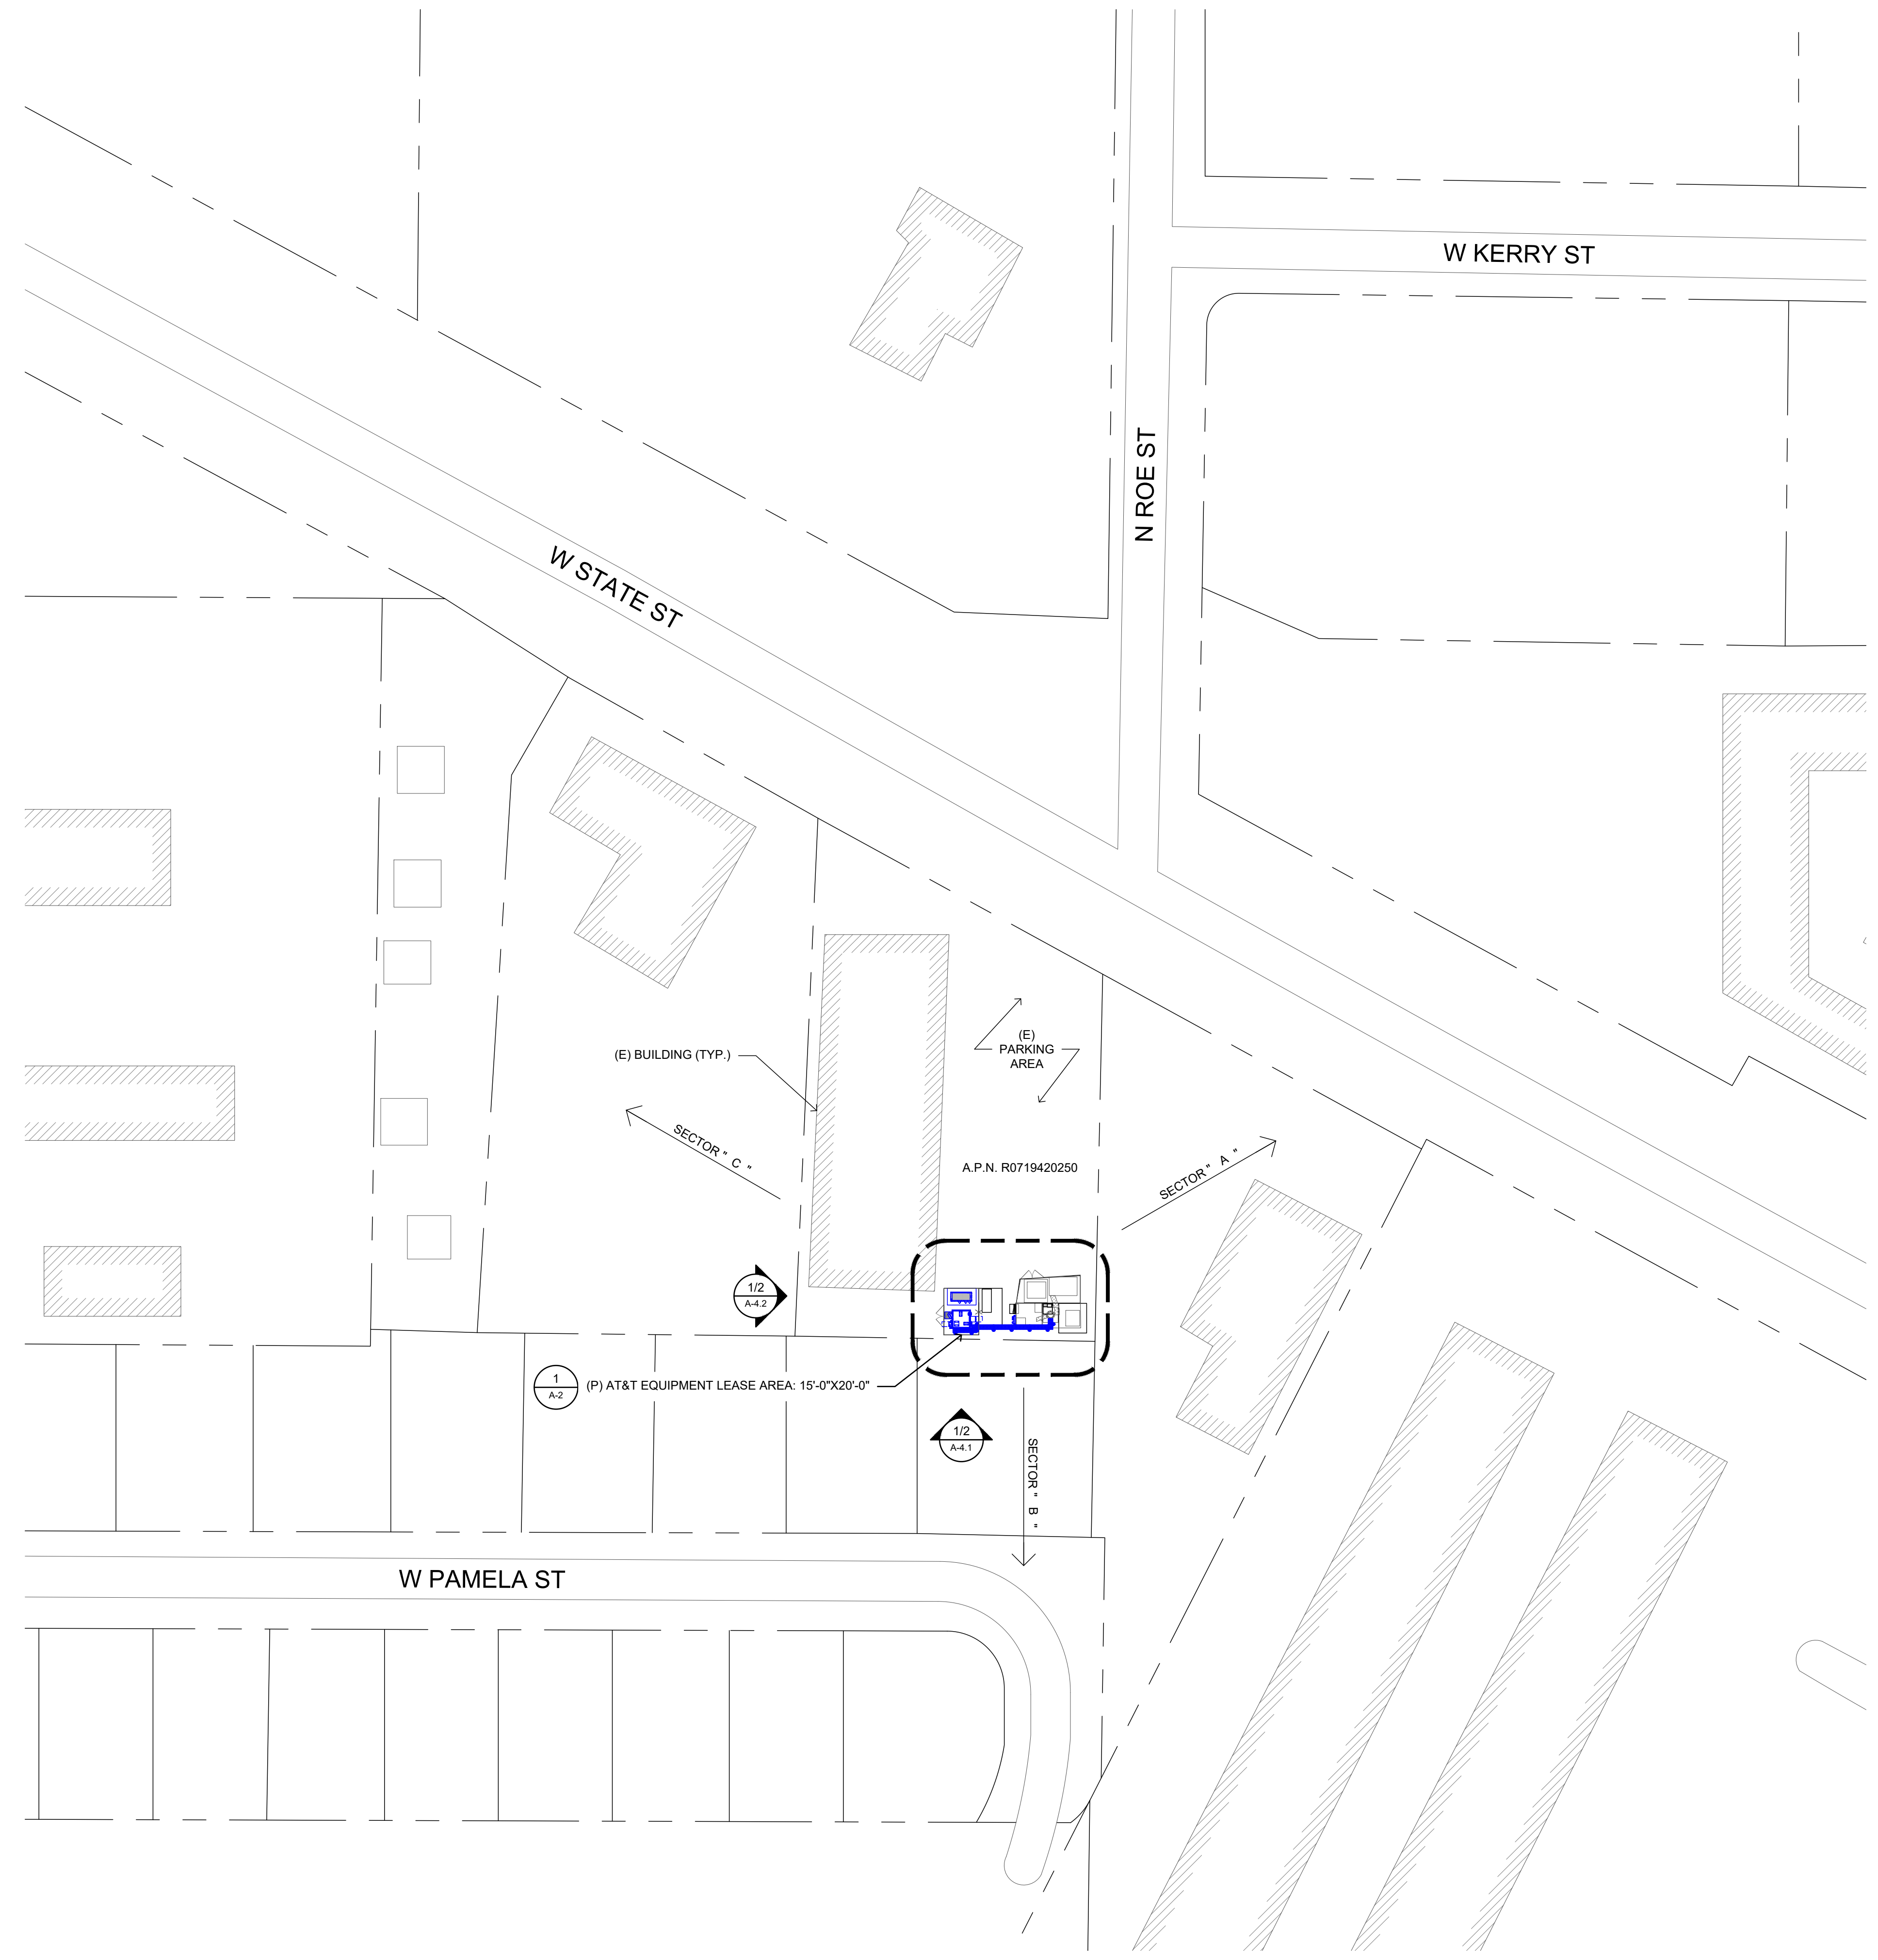 W KERRY ST
N ROE ST
W STATE ST
(E)
PARKING
AREA
(E) BUILDING (TYP.)
SECTOR " C "
SECTOR " A "
A.P.N. R0719420250
1/2
A-4.2
1
A-2
(P) AT&T EQUIPMENT LEASE AREA: 15'-0"X20'-0"
1/2
A-4.1
SECTOR " B "
W PAMELA ST